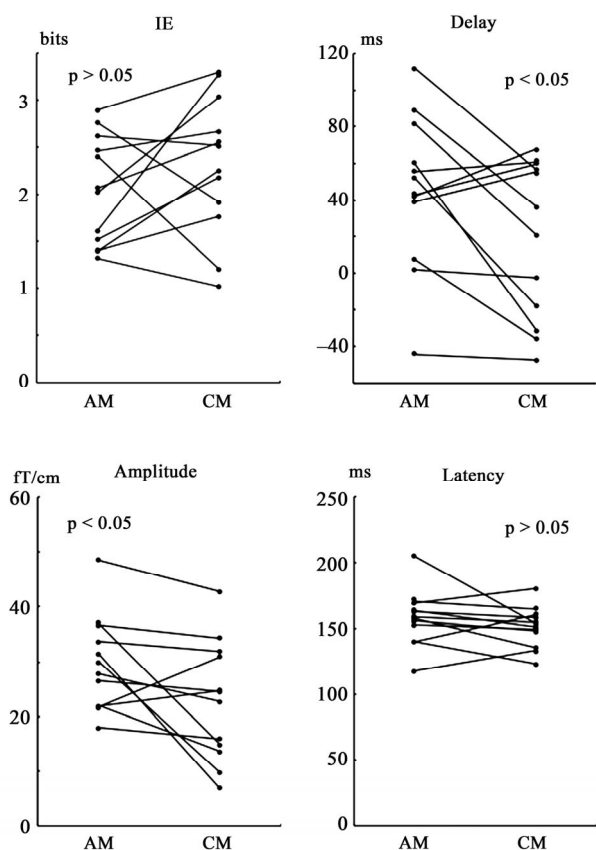 IE
bits
p > 0.05
3
2
1
0
AM CM
Delay
ms
p < 0.05
120
80
40
0
−40
AM CM
Amplitude
fT/cm
p < 0.05
60
40
20
0
AM CM
Latency
ms
p > 0.05
250
200
150
100
50
0
AM CM